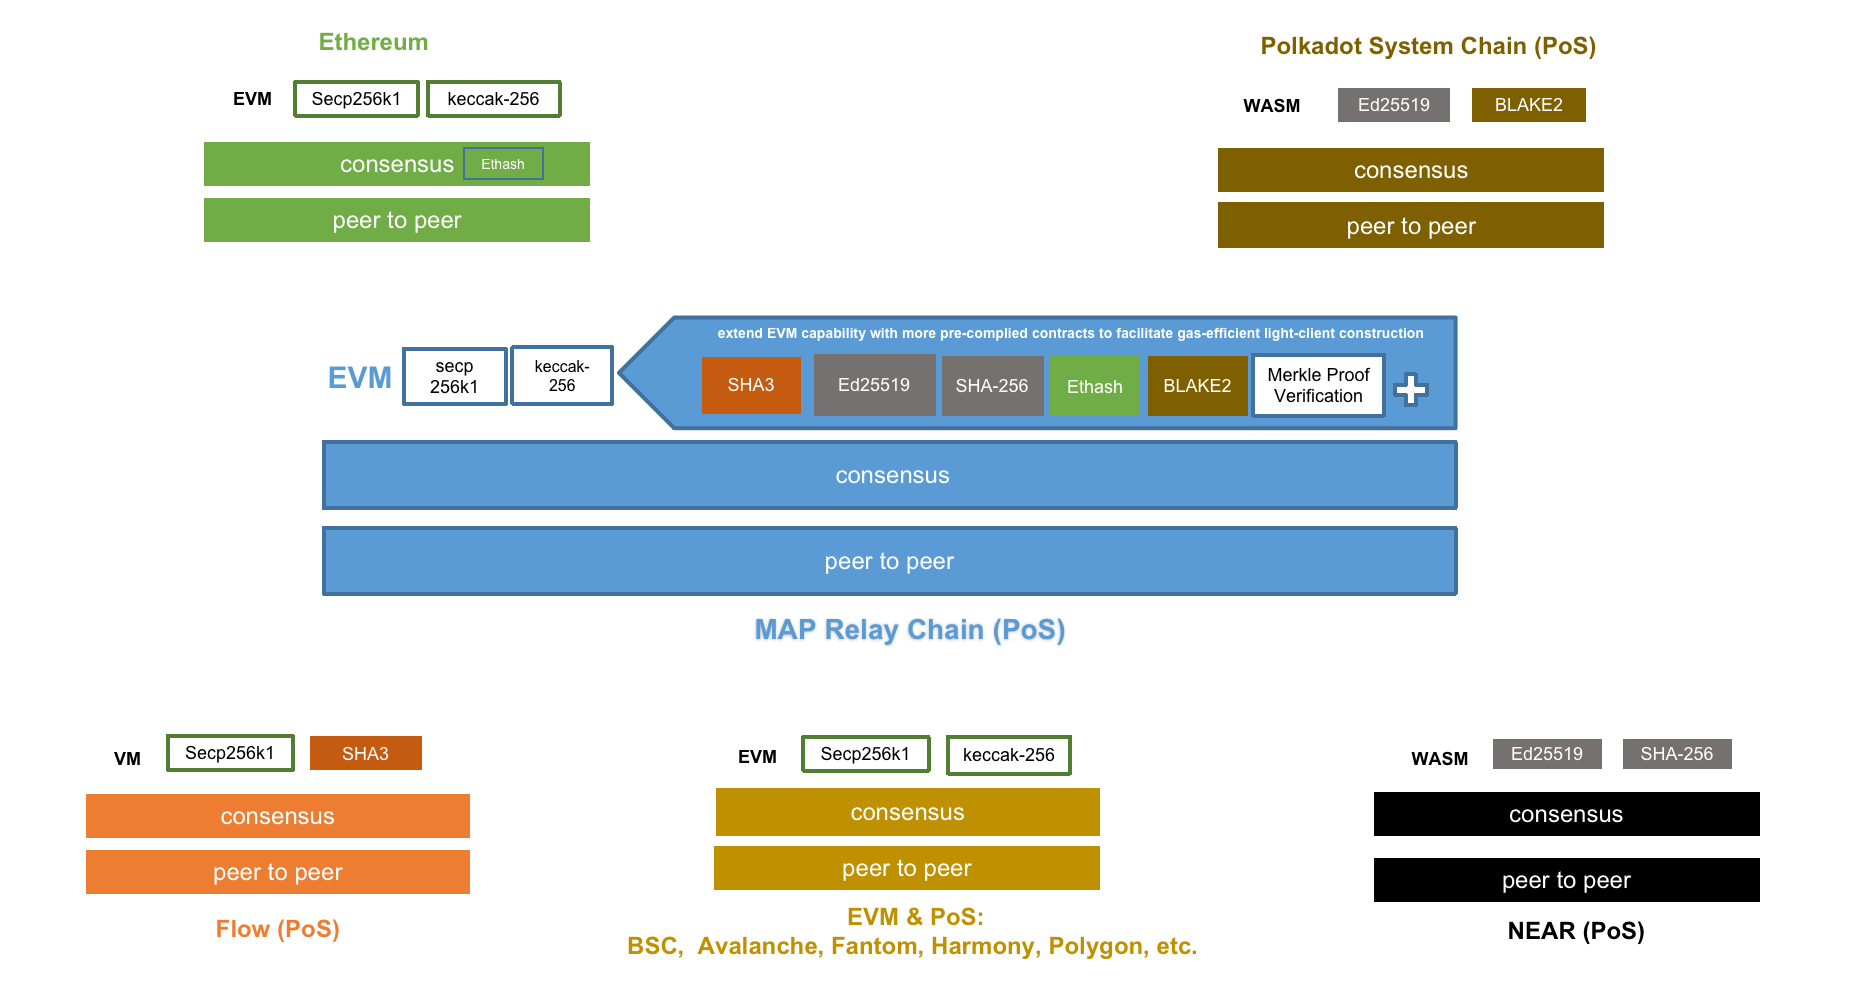 Ethereum
EVM Secp256k1 keccak-256
consensus Ethash
peer to peer
Polkadot System Chain (PoS)
WASM Ed25519 BLAKE2
consensus
peer to peer
extend EVM capability with more pre-complied contracts to facilitate gas-efficient light-client construction
EVM
secp
256k1
keccak-
256
SHA3 Ed25519 SHA-256 Ethash BLAKE2
Merkle Proof
Verification
consensus
peer to peer
MAP Relay Chain (PoS)
VM Secp256k1 SHA3
consensus
peer to peer
Flow (PoS)
EVM Secp256k1 keccak-256
consensus
peer to peer
EVM & PoS:
BSC, Avalanche, Fantom, Harmony, Polygon, etc.
WASM Ed25519 SHA-256
consensus
peer to peer
NEAR (PoS)